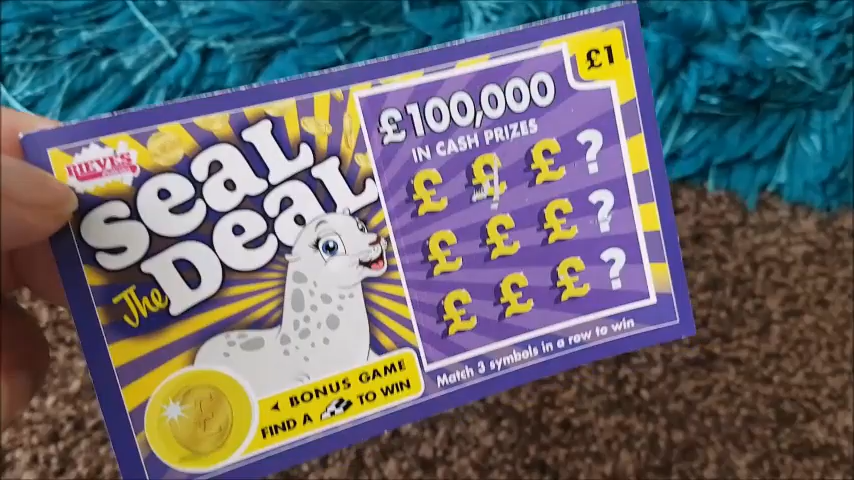 RIEVES
Seal
The Deal
£1
£100,000
IN CASH PRIZES
£ £ £ ?
£ £ £ ?
£ £ £ ?
Match 3 symbols in a row to win
BONUS GAME
FIND A TO WIN